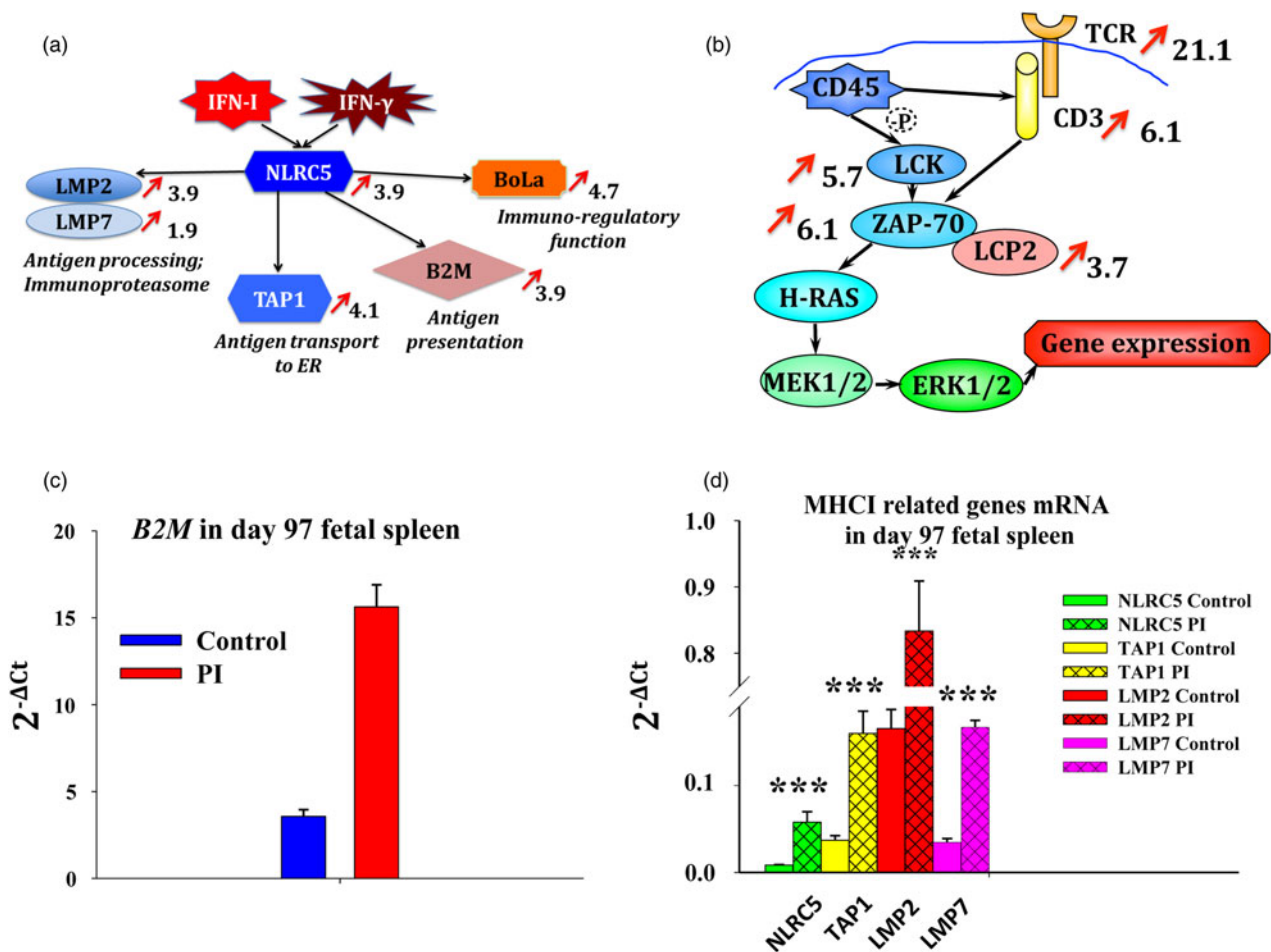 (a)
IFN-I
IFN-γ
NLRC5
3.9
LMP2
3.9
LMP7
1.9
Antigen processing;
Immunoproteasome
BoLa
4.7
Immuno-regulatory
function
TAP1
4.1
Antigen transport
to ER
B2M
3.9
Antigen
presentation
(b)
TCR
21.1
CD45
CD3
6.1
-P
LCK
5.7
ZAP-70
6.1
LCP2
3.7
H-RAS
MEK1/2
ERK1/2
Gene expression
(c)
B2M in day 97 fetal spleen
2-ΔCt
20
15
10
5
0
Control
PI
(d)
MHCI related genes mRNA
in day 97 fetal spleen
2-ΔCt
1.0
0.9
0.8
0.1
0.0
***
***
***
***
NLRC5
TAP1
LMP2
LMP7
NLRC5 Control
NLRC5 PI
TAP1 Control
TAP1 PI
LMP2 Control
LMP2 PI
LMP7 Control
LMP7 PI